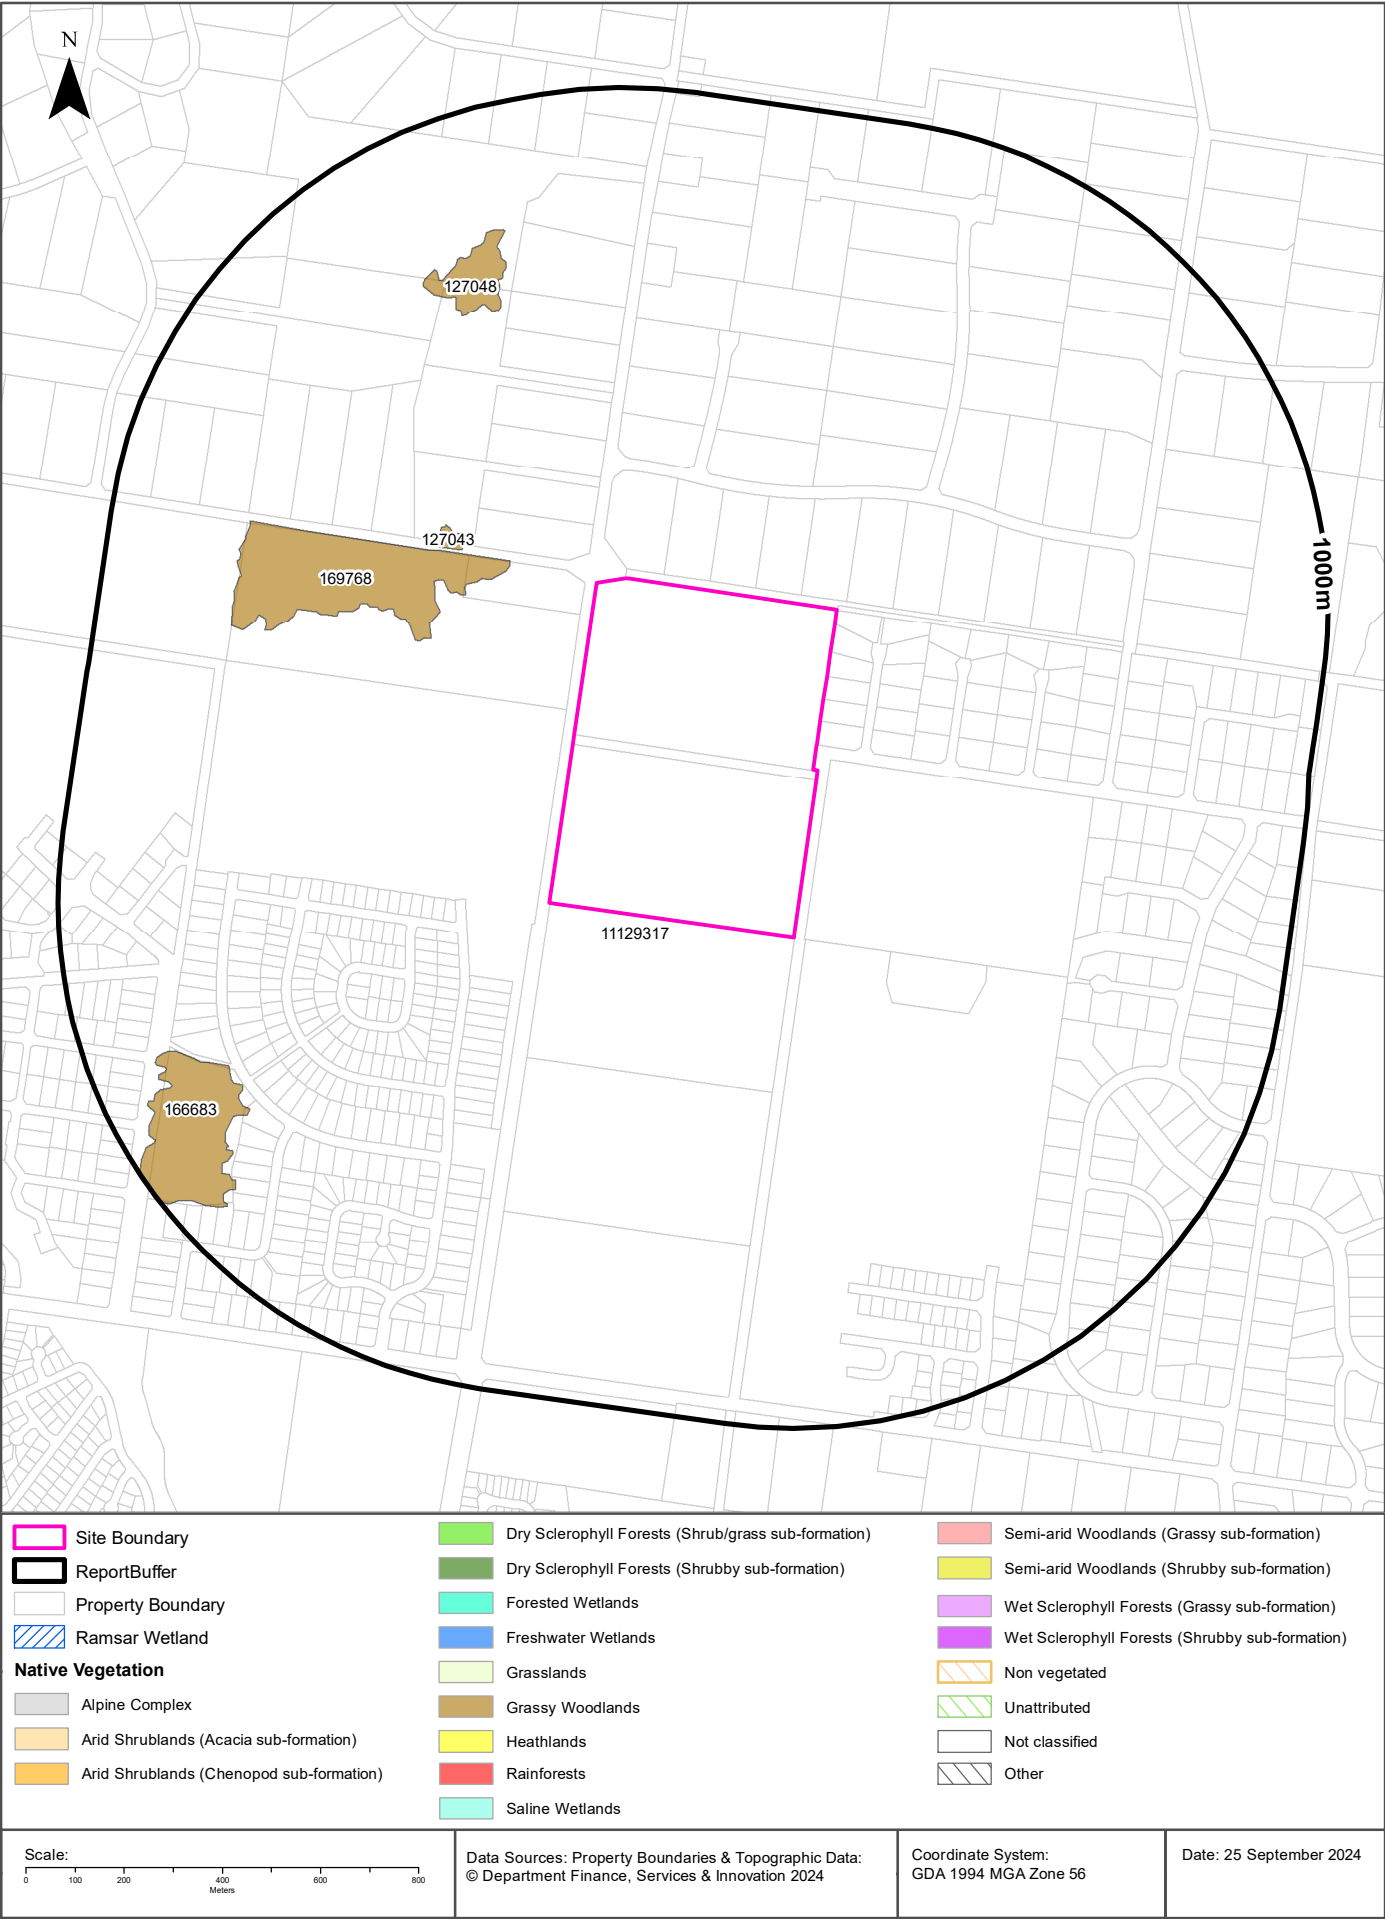 N
127048
127043
169768
1000m
11129317
166683
Site Boundary
ReportBuffer
Property Boundary
Ramsar Wetland
Native Vegetation
Alpine Complex
Arid Shrublands (Acacia sub-formation)
Arid Shrublands (Chenopod sub-formation)
Dry Sclerophyll Forests (Shrub/grass sub-formation)
Dry Sclerophyll Forests (Shrubby sub-formation)
Forested Wetlands
Freshwater Wetlands
Grasslands
Grassy Woodlands
Heathlands
Rainforests
Saline Wetlands
Semi-arid Woodlands (Grassy sub-formation)
Semi-arid Woodlands (Shrubby sub-formation)
Wet Sclerophyll Forests (Grassy sub-formation)
Wet Sclerophyll Forests (Shrubby sub-formation)
Non vegetated
Unattributed
Not classified
Other
Scale:
0 100 200 400 600 800
Meters
Data Sources: Property Boundaries & Topographic Data:
© Department Finance, Services & Innovation 2024
Coordinate System:
GDA 1994 MGA Zone 56
Date: 25 September 2024